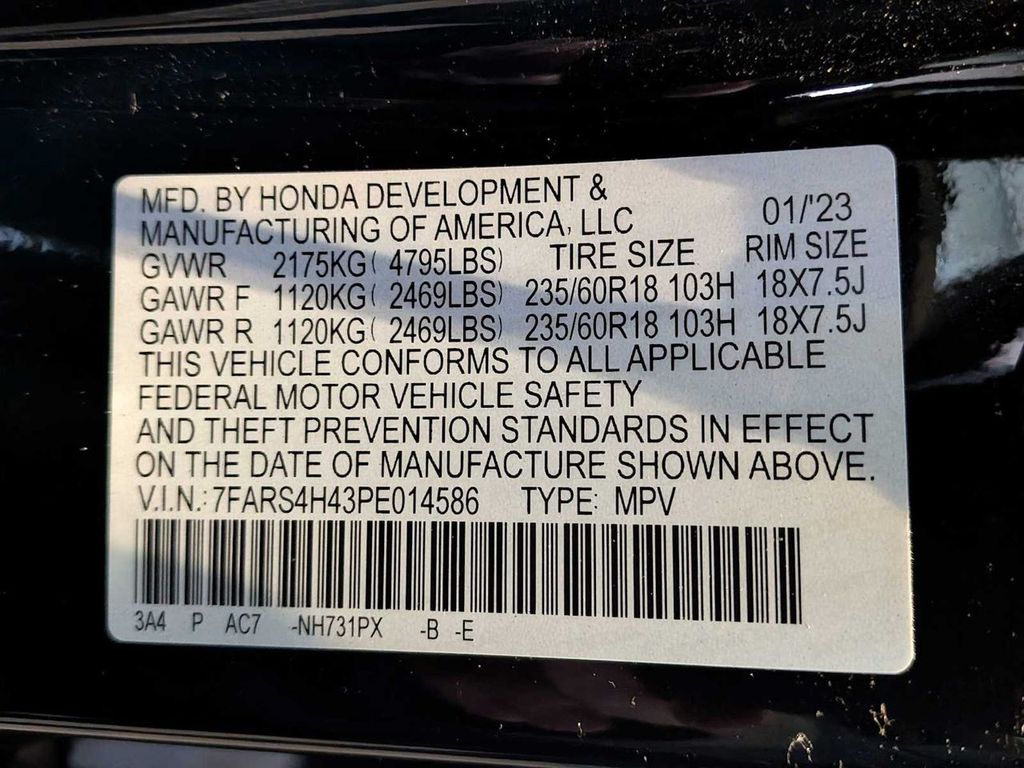 MFD. BY HONDA DEVELOPMENT &
MANUFACTURING OF AMERICA, LLC 01/'23
GVWR 2175KG( 4795LBS) TIRE SIZE RIM SIZE
GAWR F 1120KG( 2469LBS) 235/60R18 103H 18X7.5J
GAWR R 1120KG( 2469LBS) 235/60R18 103H 18X7.5J
THIS VEHICLE CONFORMS TO ALL APPLICABLE
FEDERAL MOTOR VEHICLE SAFETY
AND THEFT PREVENTION STANDARDS IN EFFECT
ON THE DATE OF MANUFACTURE SHOWN ABOVE.
V.I.N.: 7FARS4H43PE014586 TYPE: MPV
3A4 P AC7 -NH731PX -B -E